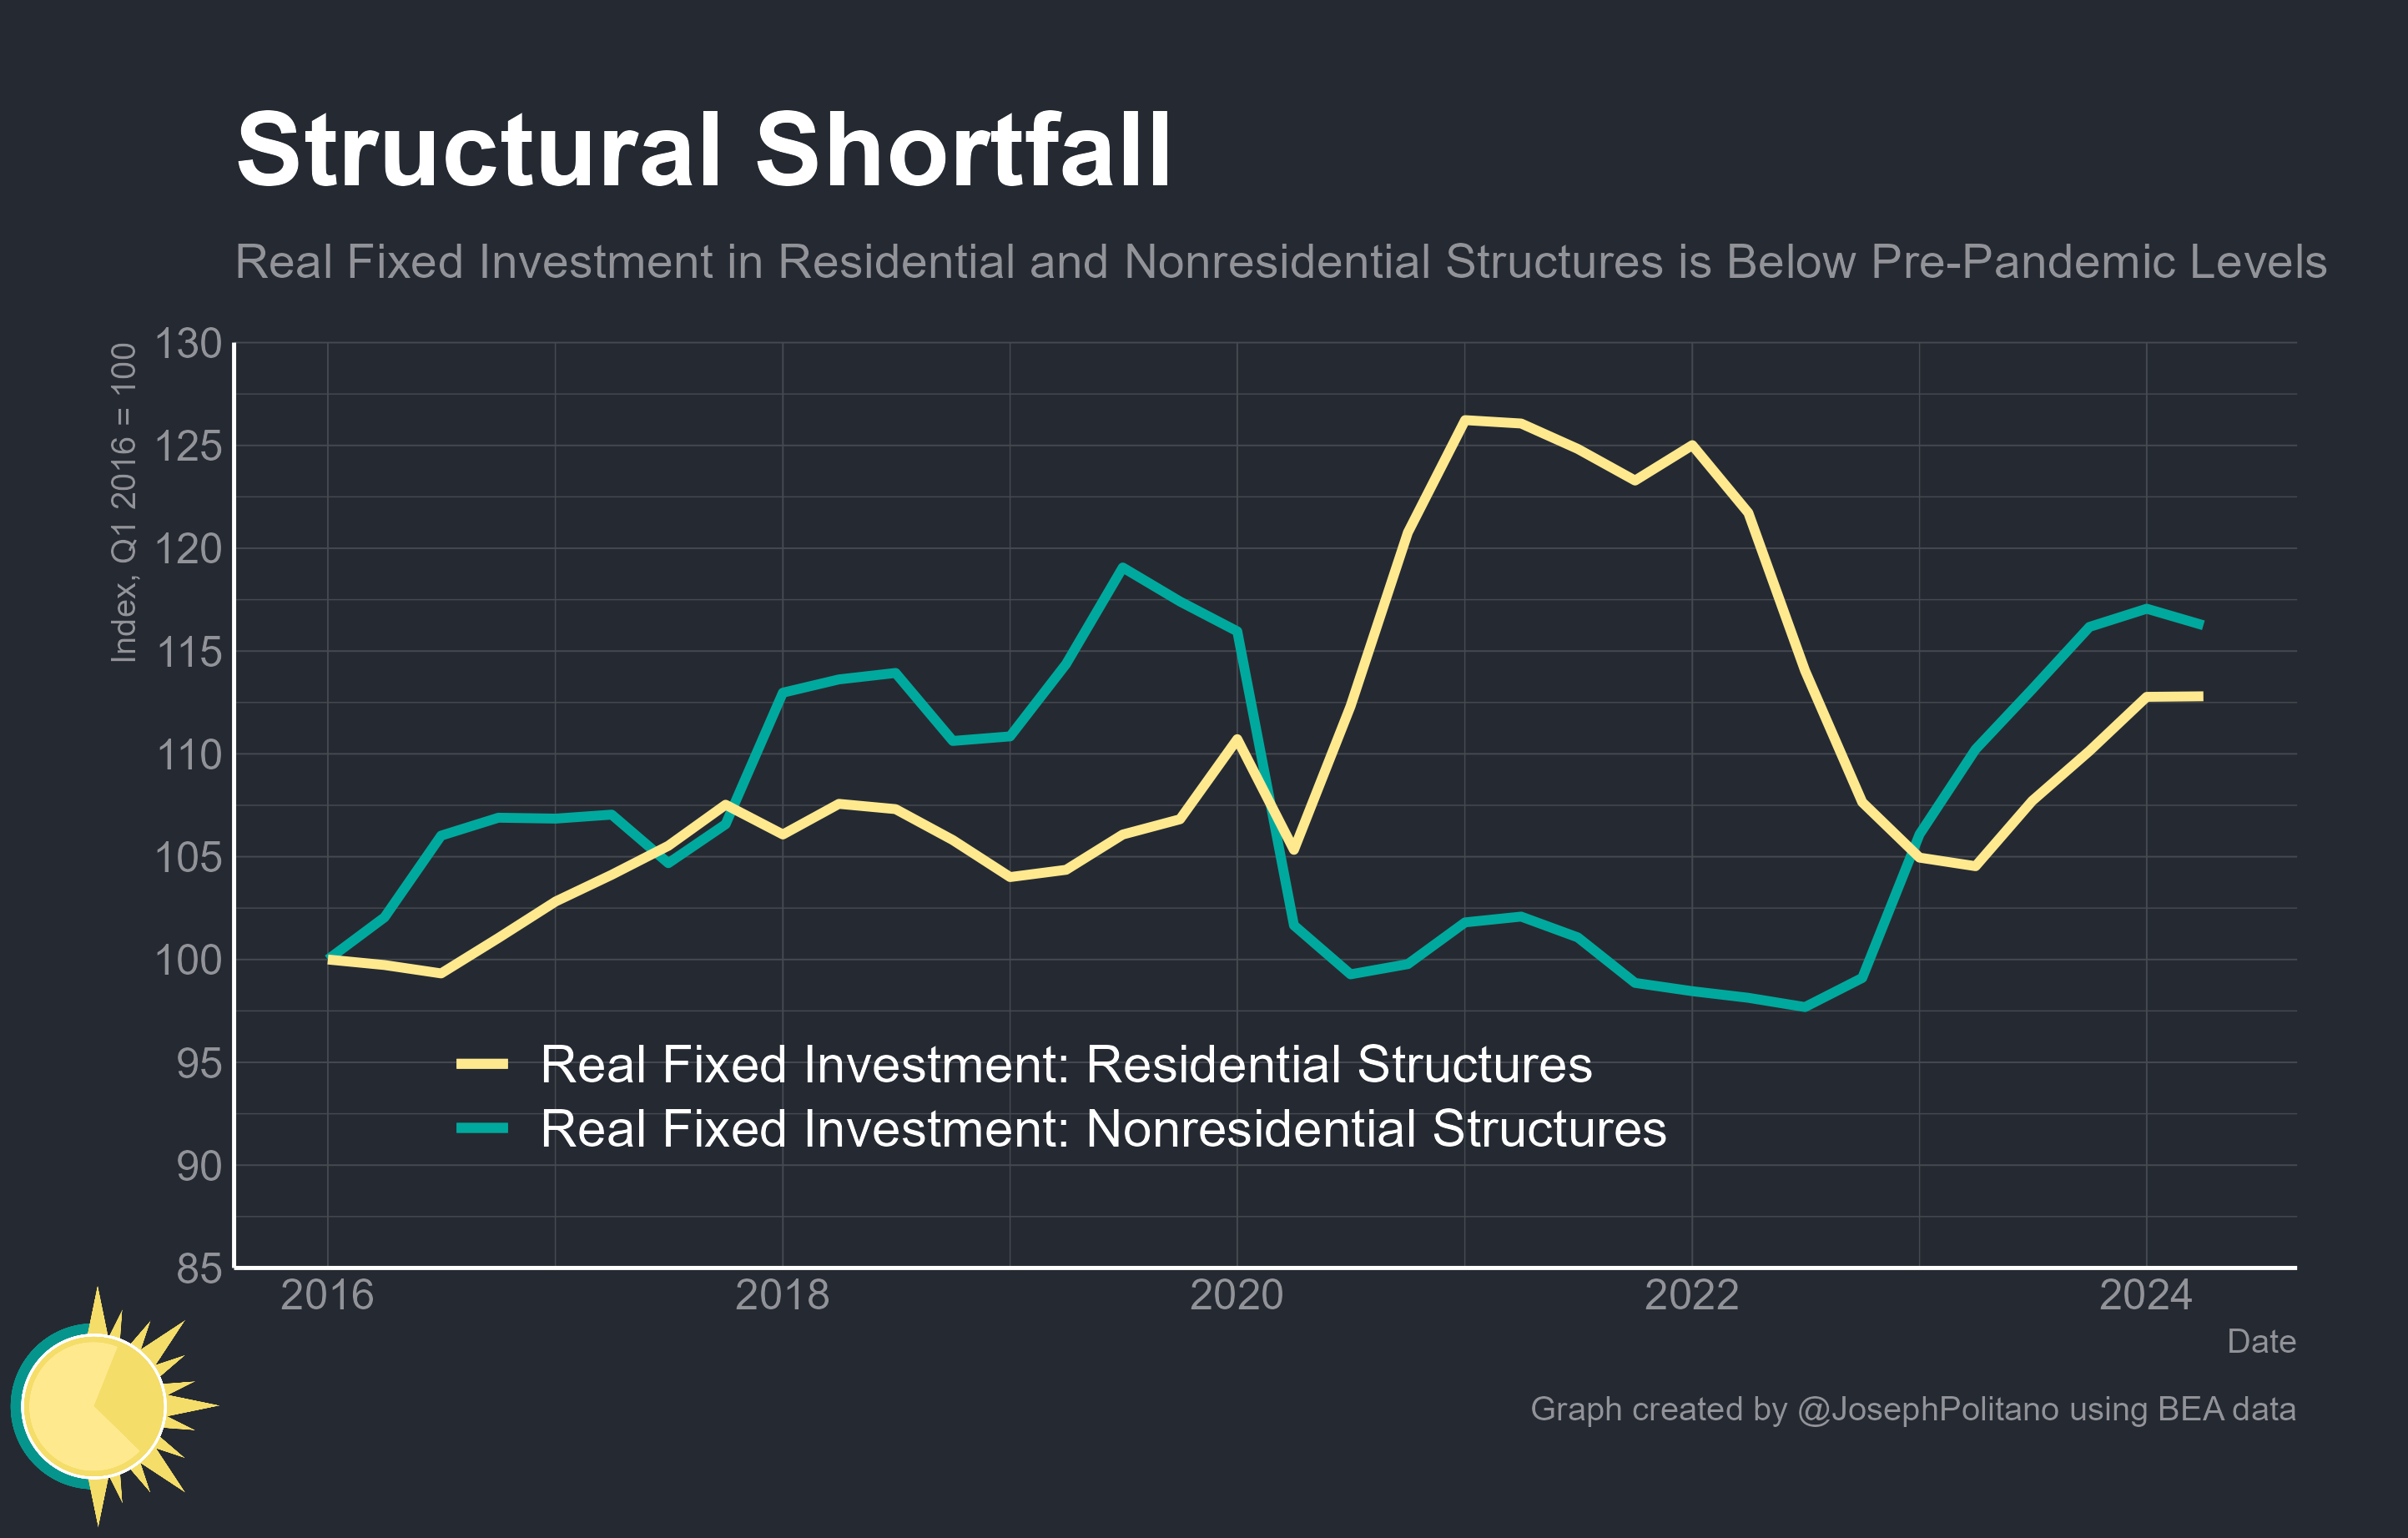 Structural Shortfall
Real Fixed Investment in Residential and Nonresidential Structures is Below Pre-Pandemic Levels
Index, Q1 2016 = 100
130
125
120
115
110
105
100
95
90
85
Real Fixed Investment: Residential Structures
Real Fixed Investment: Nonresidential Structures
2016 2018 2020 2022 2024
Date
Graph created by @JosephPolitano using BEA data